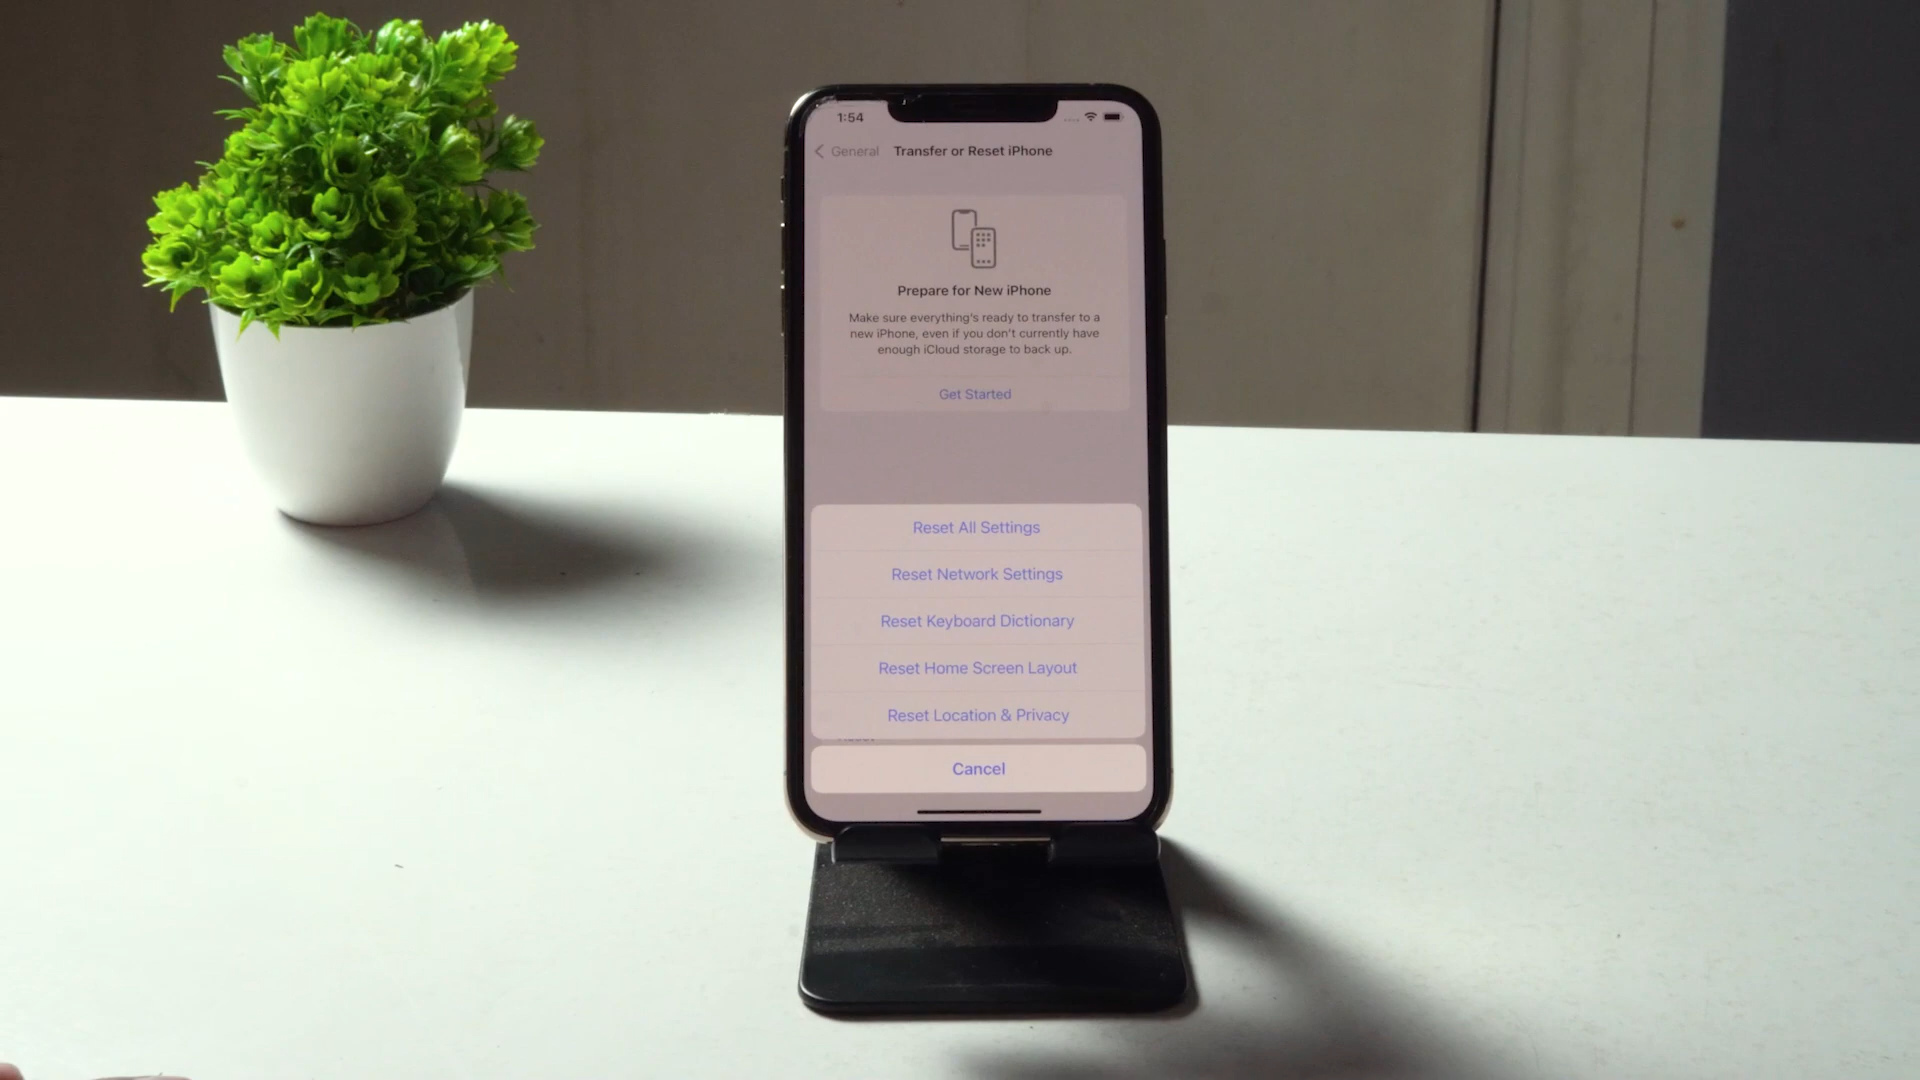 1:54
General Transfer or Reset iPhone
Prepare for New iPhone
Make sure everything's ready to transfer to a
new iPhone, even if you don't currently have
enough iCloud storage to back up.
Get Started
Reset All Settings
Reset Network Settings
Reset Keyboard Dictionary
Reset Home Screen Layout
Reset Location & Privacy
Cancel